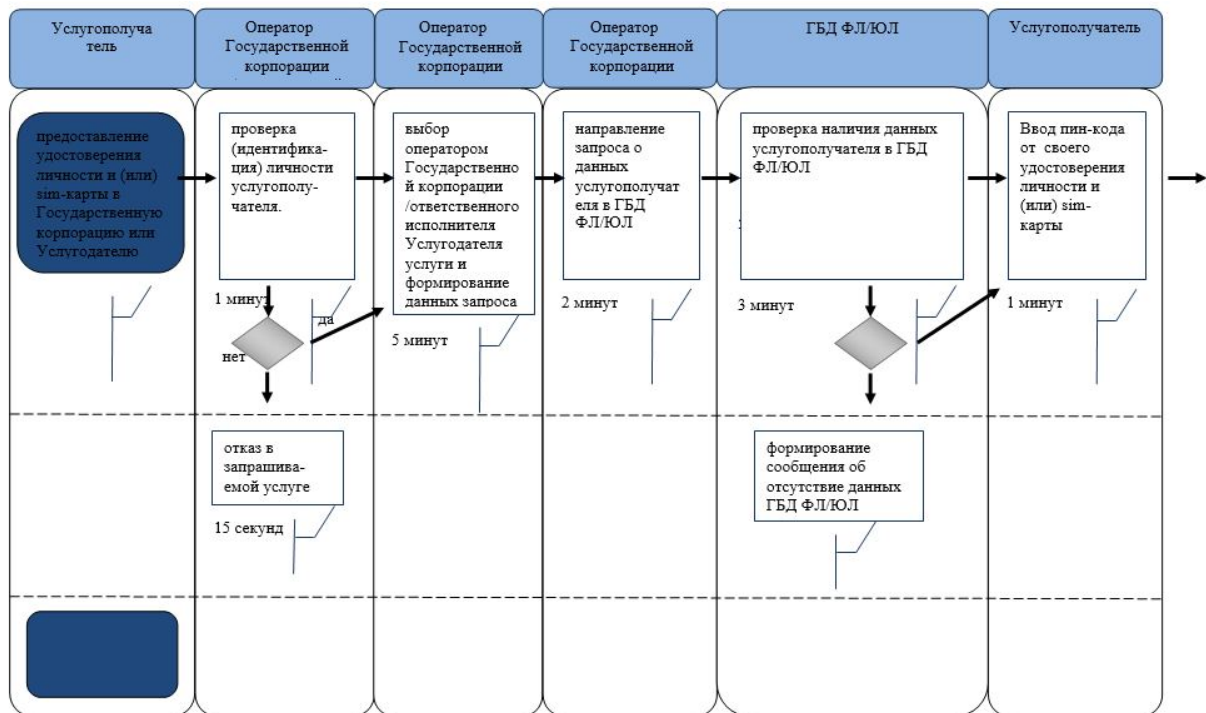 Услугополуча
тель
Оператор
Государственной
корпорации
Оператор
Государственной
корпорации
Оператор
Государственной
корпорации
ГБД ФЛ/ЮЛ
Услугополучатель
предоставление
удостоверения
личности и (или)
sim-карты в
Государственную
корпорацию или
Услугодателю
проверка
(идентифика-
ция) личности
услугополу-
чателя.
выбор
оператором
Государственно
й корпорации
/ответственного
исполнителя
Услугодателя
услуги и
формирование
данных запроса
направление
запроса о
данных
услугополучат
еля в ГБД
ФЛ/ЮЛ
проверка наличия данных
услугополучателя в ГБД
ФЛ/ЮЛ
Ввод пин-кода
от своего
удостоверения
личности и
(или) sim-
карты
1 минут
да
нет
5 минут
2 минут
3 минут
1 минут
отказ в
запрашива-
емой услуге
15 секунд
формирование
сообщения об
отсутствие данных
ГБД ФЛ/ЮЛ